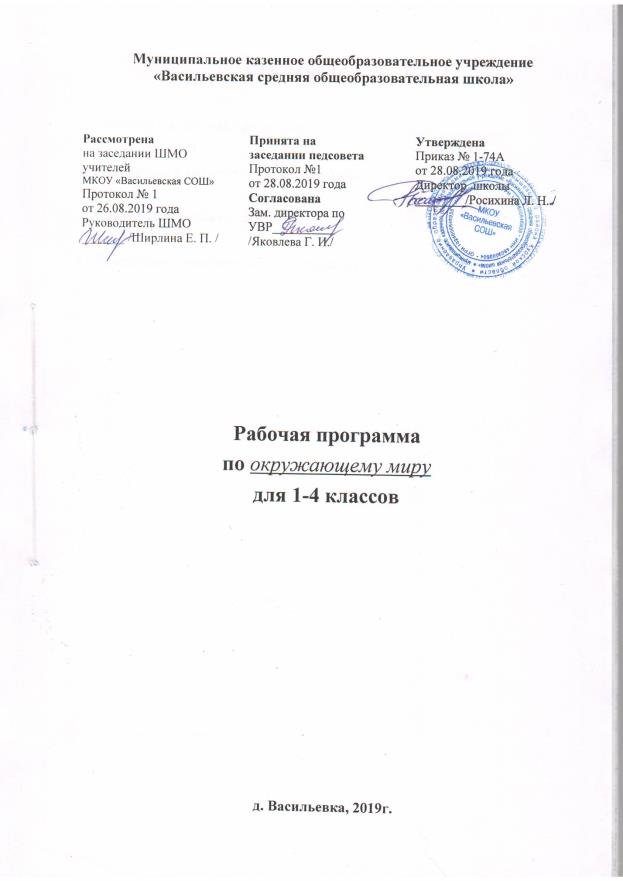 Муниципальное казенное общеобразовательное учреждение
«Васильевская средняя общеобразовательная школа»
Рассмотрена
на заседании ШМО
учителей
МКОУ «Васильевская СОШ»
Протокол № 1
от 26.08.2019 года
Руководитель ШМО
/Ширлина Е. П. /
Принята на
заседании педсовета
Протокол №1
от 28.08.2019 года
Согласована
Зам. директора по
УВР
/Яковлева Г. И./
Утверждена
Приказ № 1-74А
от 28.08.2019 года
Директор школы
/Росихина Л. Н./
МКОУ
«Васильевская
СОШ»
Рабочая программа
по окружающему миру
для 1-4 классов
д. Васильевка, 2019г.